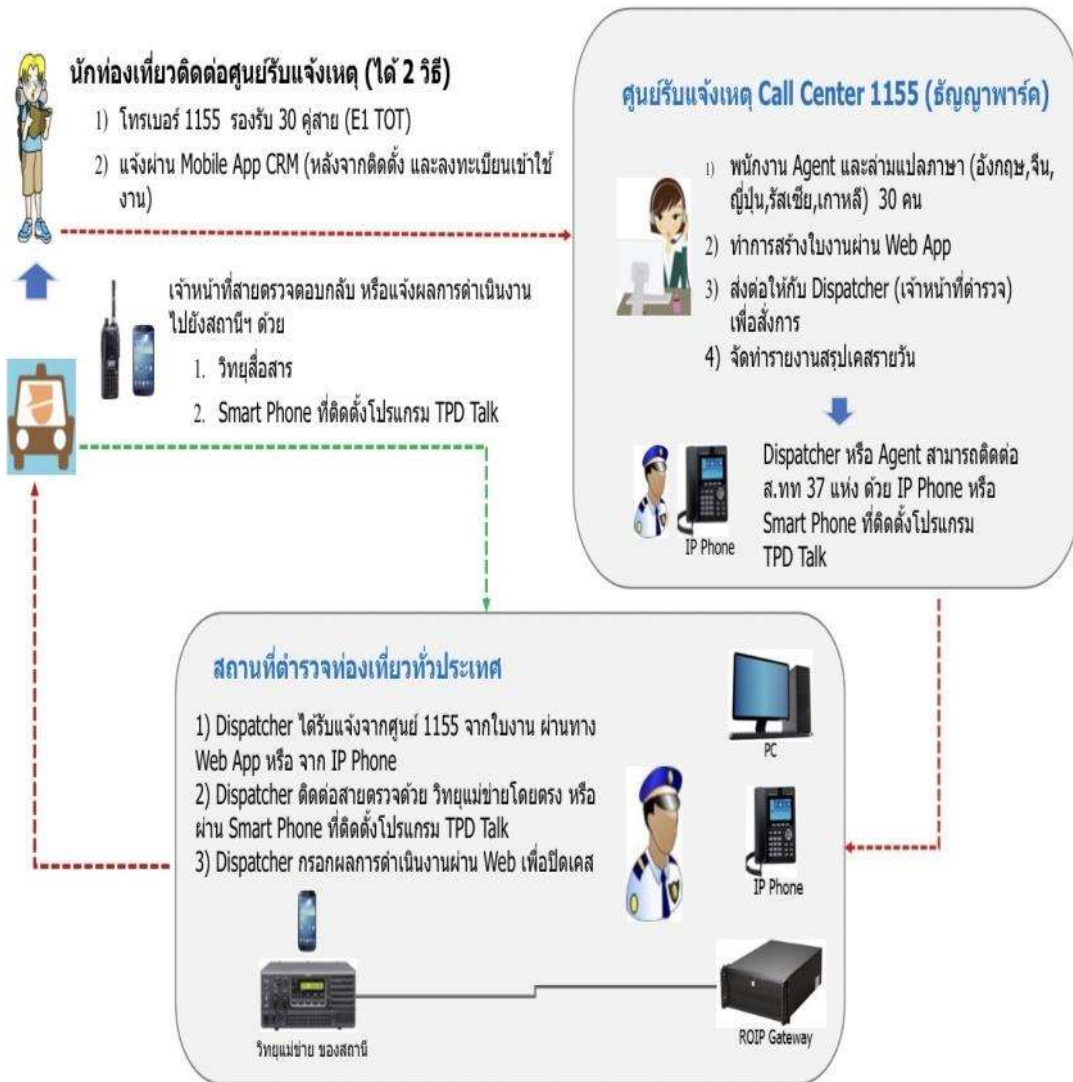 นักท่องเที่ยวติดต่อศูนย์รับแจ้งเหตุ (ได้ 2 วิธี)
1) โทรเบอร์ 1155 รองรับ 30 คู่สาย (E1 TOT)
2) แจ้งผ่าน Mobile App CRM (หลังจากติดตั้ง และลงทะเบียนเข้าใช้
งาน)
เจ้าหน้าที่สายตรวจตอบกลับ หรือแจ้งผลการดำเนินงาน
ไปยังสถานีฯ ด้วย
1. วิทยุสื่อสาร
2. Smart Phone ที่ติดตั้งโปรแกรม TPD Talk
ศูนย์รับแจ้งเหตุ Call Center 1155 (ธัญญาพาร์ค)
1) พนักงาน Agent และล่ามแปลภาษา (อังกฤษ,จีน,
ญี่ปุ่น,รัสเซีย,เกาหลี) 30 คน
2) ทำการสร้างใบงานผ่าน Web App
3) ส่งต่อให้กับ Dispatcher (เจ้าหน้าที่ตำรวจ)
เพื่อสั่งการ
4) จัดทำรายงานสรุปเคสรายวัน
Dispatcher หรือ Agent สามารถติดต่อ
ส.ทท 37 แห่ง ด้วย IP Phone หรือ
Smart Phone ที่ติดตั้งโปรแกรม
TPD Talk
IP Phone
สถานที่ตำรวจท่องเที่ยวทั่วประเทศ
1) Dispatcher ได้รับแจ้งจากศูนย์ 1155 จากใบงาน ผ่านทาง
Web App หรือ จาก IP Phone
2) Dispatcher ติดต่อสายตรวจด้วย วิทยุแม่ข่ายโดยตรง หรือ
ผ่าน Smart Phone ที่ติดตั้งโปรแกรม TPD Talk
3) Dispatcher กรอกผลการดำเนินงานผ่าน Web เพื่อปิดเคส
PC
IP Phone
วิทยุแม่ข่าย ของสถานี
ROIP Gateway